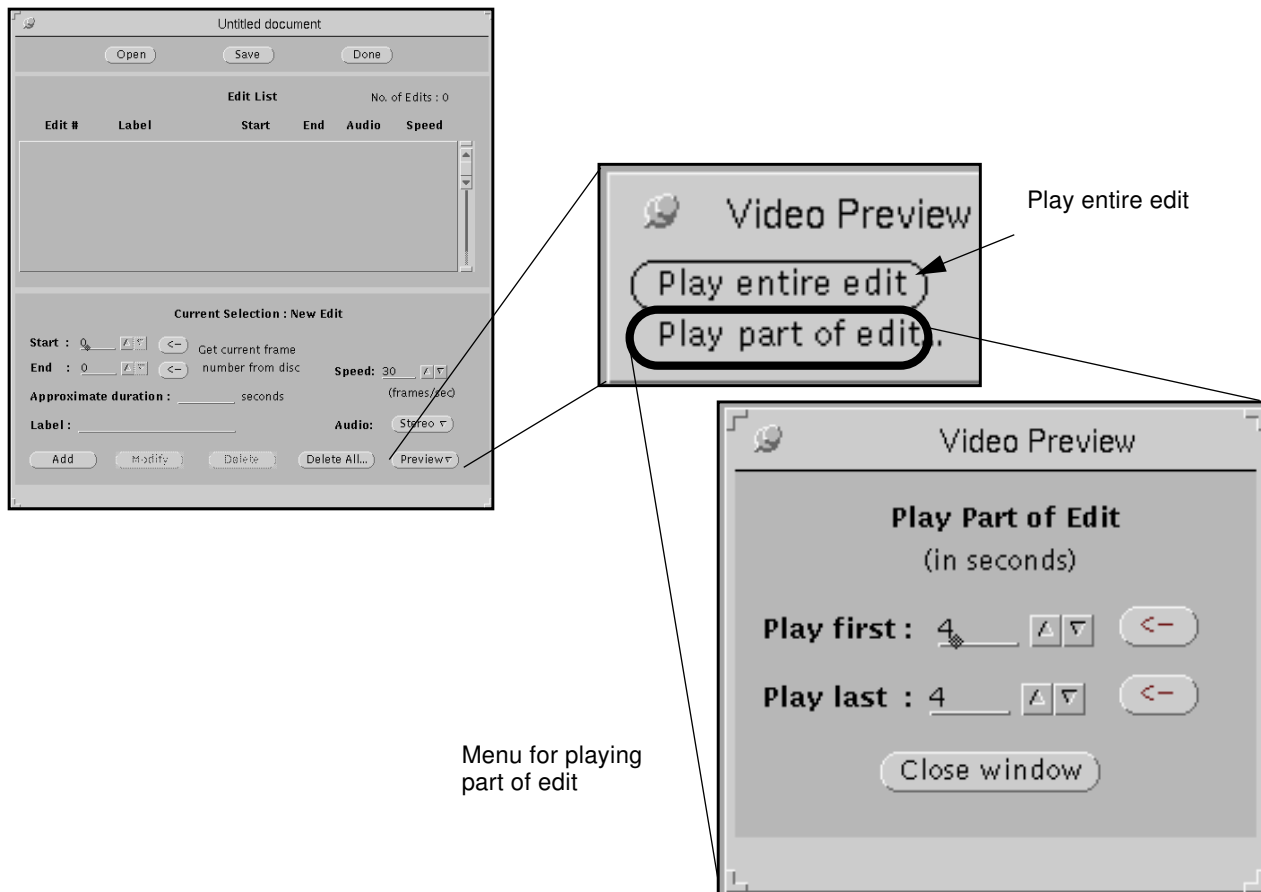 Untitled document
Open Save Done
Edit List No. of Edits : 0
Edit # Label Start End Audio Speed
Current Selection : New Edit
Start : 0 <- Get current frame
End : 0 <- number from disc Speed: 30
Approximate duration : seconds (frames/sec)
Label : Audio: Stereo
Add Modify Delete Delete All... Preview
Video Preview
Play entire edit
Play part of edit..
Play entire edit
Video Preview
Play Part of Edit
(in seconds)
Play first : 4 <-
Play last : 4 <-
Close window
Menu for playing
part of edit